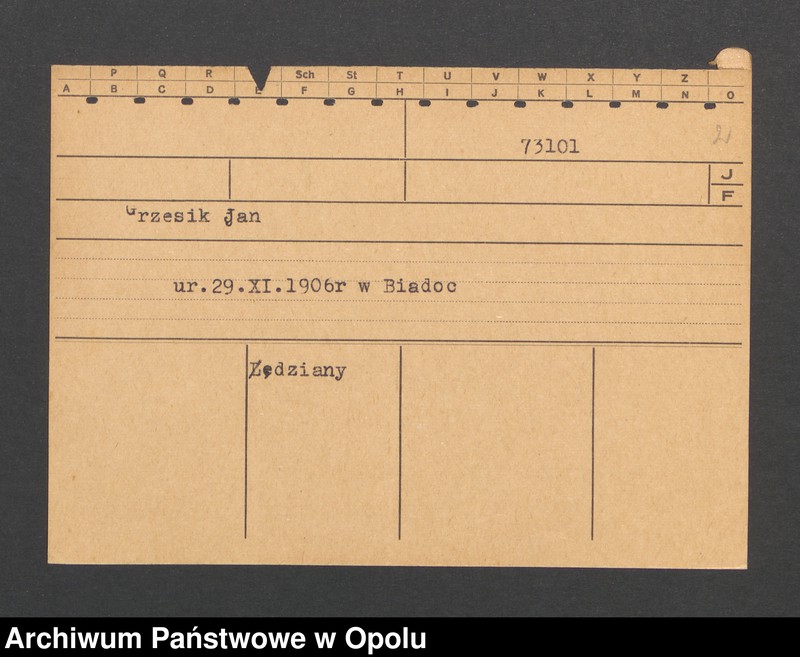 P Q R Sch St T U V W X Y Z
A B C D E F G H I J K L M N O
73101 21
J
F
Grzesik Jan
ur.29.XI.1906r w Biadoc
Zędziany
Archiwum Państwowe w Opolu